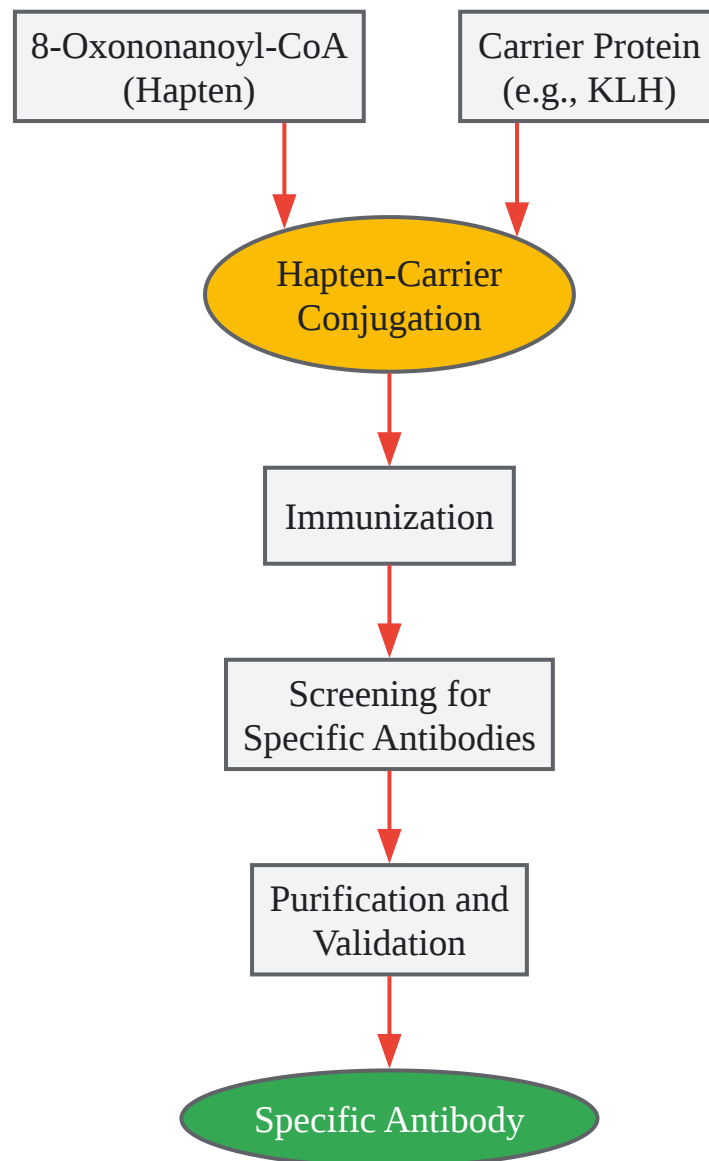 8-Oxononanoyl-CoA
(Hapten)
Carrier Protein
(e.g., KLH)
Hapten-Carrier
Conjugation
Immunization
Screening for
Specific Antibodies
Purification and
Validation
Specific Antibody